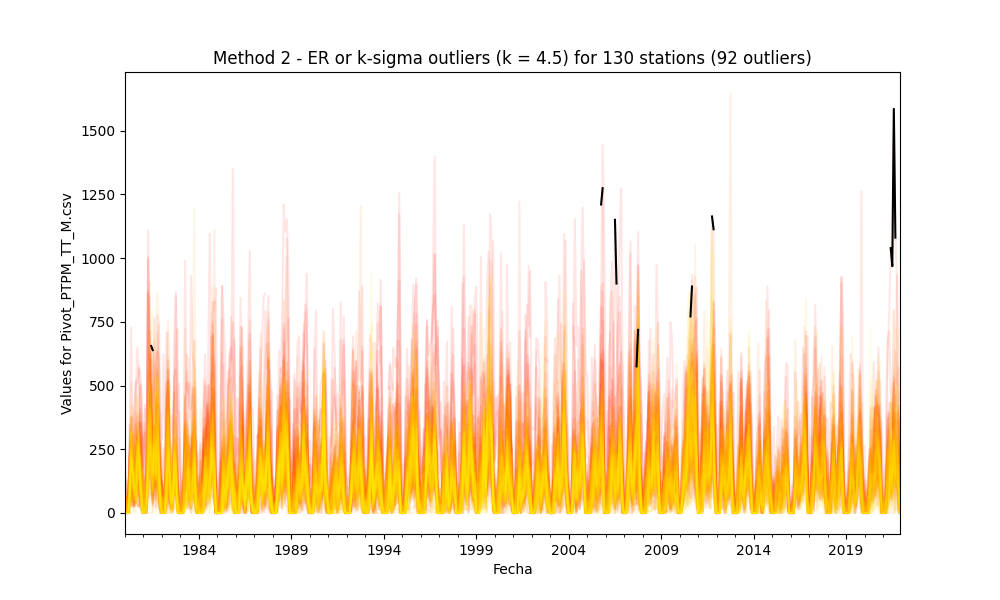 Method 2 - ER or k-sigma outliers (k = 4.5) for 130 stations (92 outliers)
Values for Pivot_PTPM_TT_M.csv
1500
1250
1000
750
500
250
0
1984 1989 1994 1999 2004 2009 2014 2019
Fecha